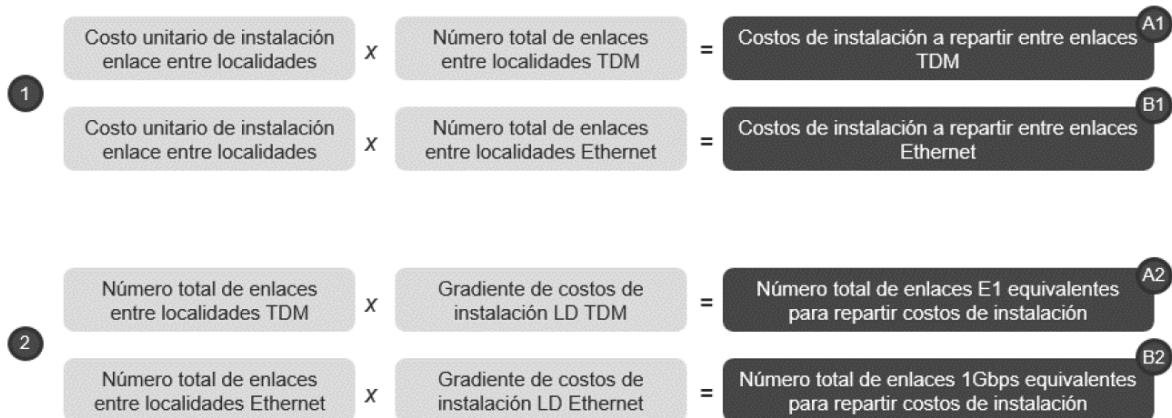 1
Costo unitario de instalación
enlace entre localidades
x
Número total de enlaces
entre localidades TDM
=
Costos de instalación a repartir entre enlaces
TDM
A1
Costo unitario de instalación
enlace entre localidades
x
Número total de enlaces
entre localidades Ethernet
=
Costos de instalación a repartir entre enlaces
Ethernet
B1
2
Número total de enlaces
entre localidades TDM
x
Gradiente de costos de
instalación LD TDM
=
Número total de enlaces E1 equivalentes
para repartir costos de instalación
A2
Número total de enlaces
entre localidades Ethernet
x
Gradiente de costos de
instalación LD Ethernet
=
Número total de enlaces 1Gbps equivalentes
para repartir costos de instalación
B2